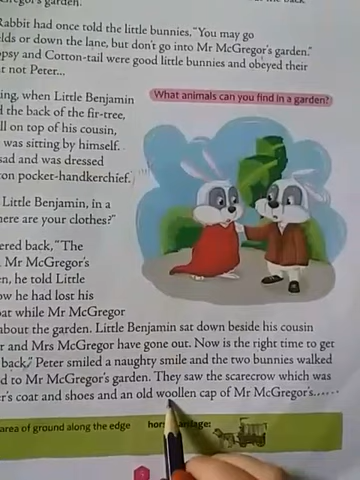 Gregor's garden.
Rabbit had once told the little bunnies, "You may go
lds or down the lane, but don't go into Mr McGregor's garden."
psy and Cotton-tail were good little bunnies and obeyed their
t not Peter...
ing, when Little Benjamin
d the back of the fir-tree,
ll on top of his cousin,
was sitting by himself.
sad and was dressed
on pocket-handkerchief.
What animals can you find in a garden?
Little Benjamin, in a
here are your clothes?"
ered back, "The
Mr McGregor's
n, he told Little
ow he had lost his
oat while Mr McGregor
about the garden. Little Benjamin sat down beside his cousin
r and Mrs McGregor have gone out. Now is the right time to get
back," Peter smiled a naughty smile and the two bunnies walked
d to Mr McGregor's garden. They saw the scarecrow which was
r's coat and shoes and an old woollen cap of Mr McGregor's......
area of ground along the edge